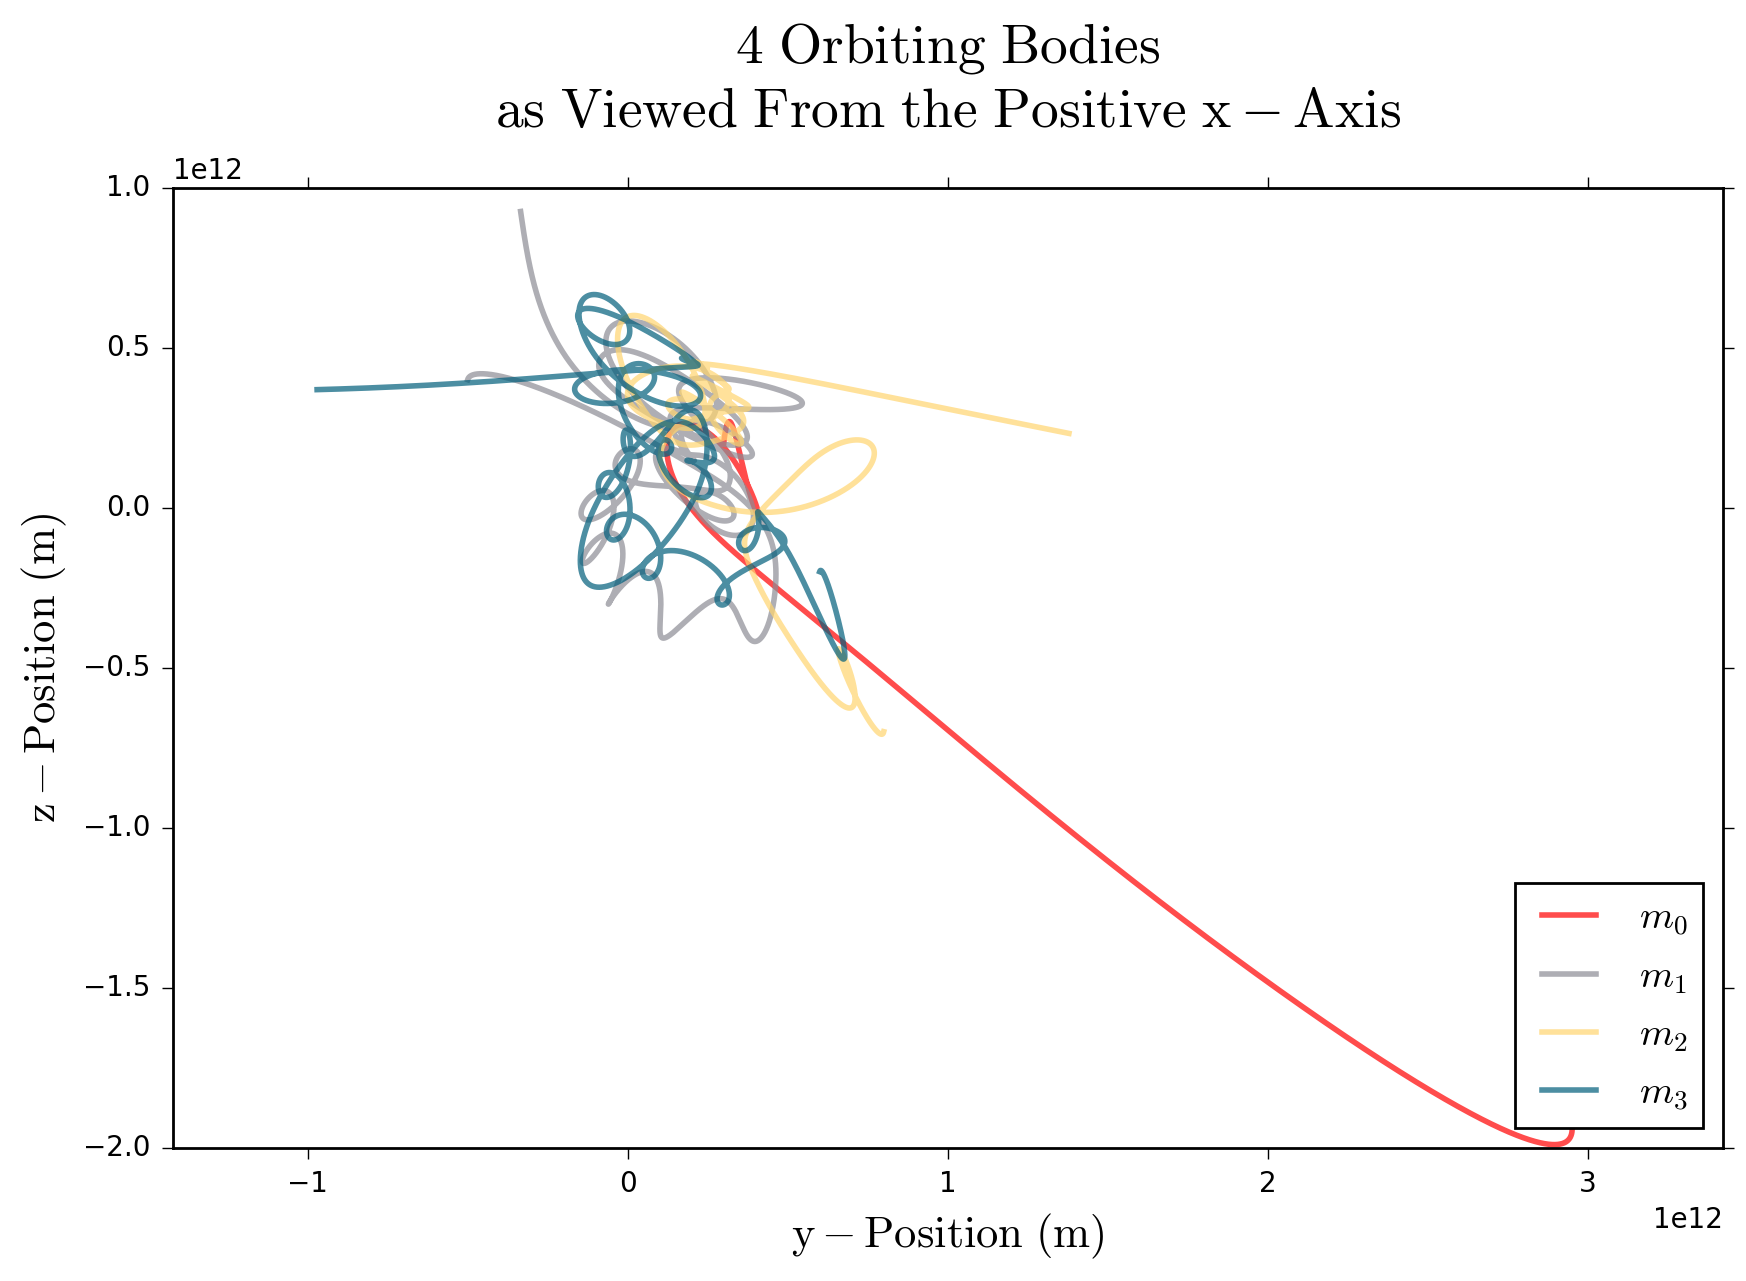 4 Orbiting Bodies
as Viewed From the Positive x − Axis
1e12
1.0
0.5
0.0
−0.5
−1.0
−1.5
−2.0
z − Position (m)
−1
0
1
2
3
1e12
y − Position (m)
m₀
m₁
m₂
m₃